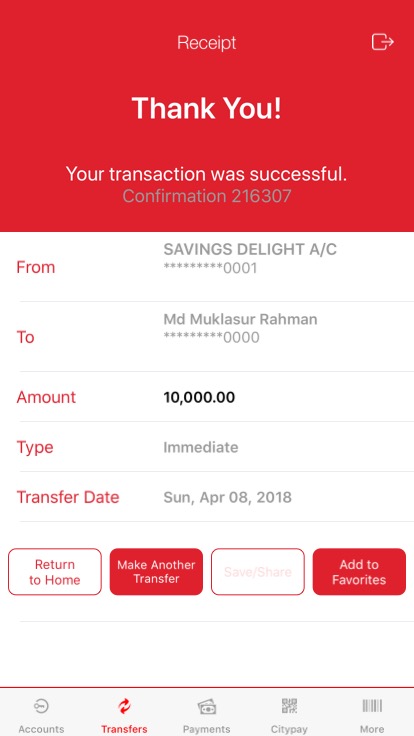 Receipt
Thank You!
Your transaction was successful.
Confirmation 216307
From
SAVINGS DELIGHT A/C
*********0001
To
Md Muklasur Rahman
*********0000
Amount
10,000.00
Type
Immediate
Transfer Date
Sun, Apr 08, 2018
Return
to Home
Make Another
Transfer
Save/Share
Add to
Favorites
Accounts
Transfers
Payments
Citypay
More